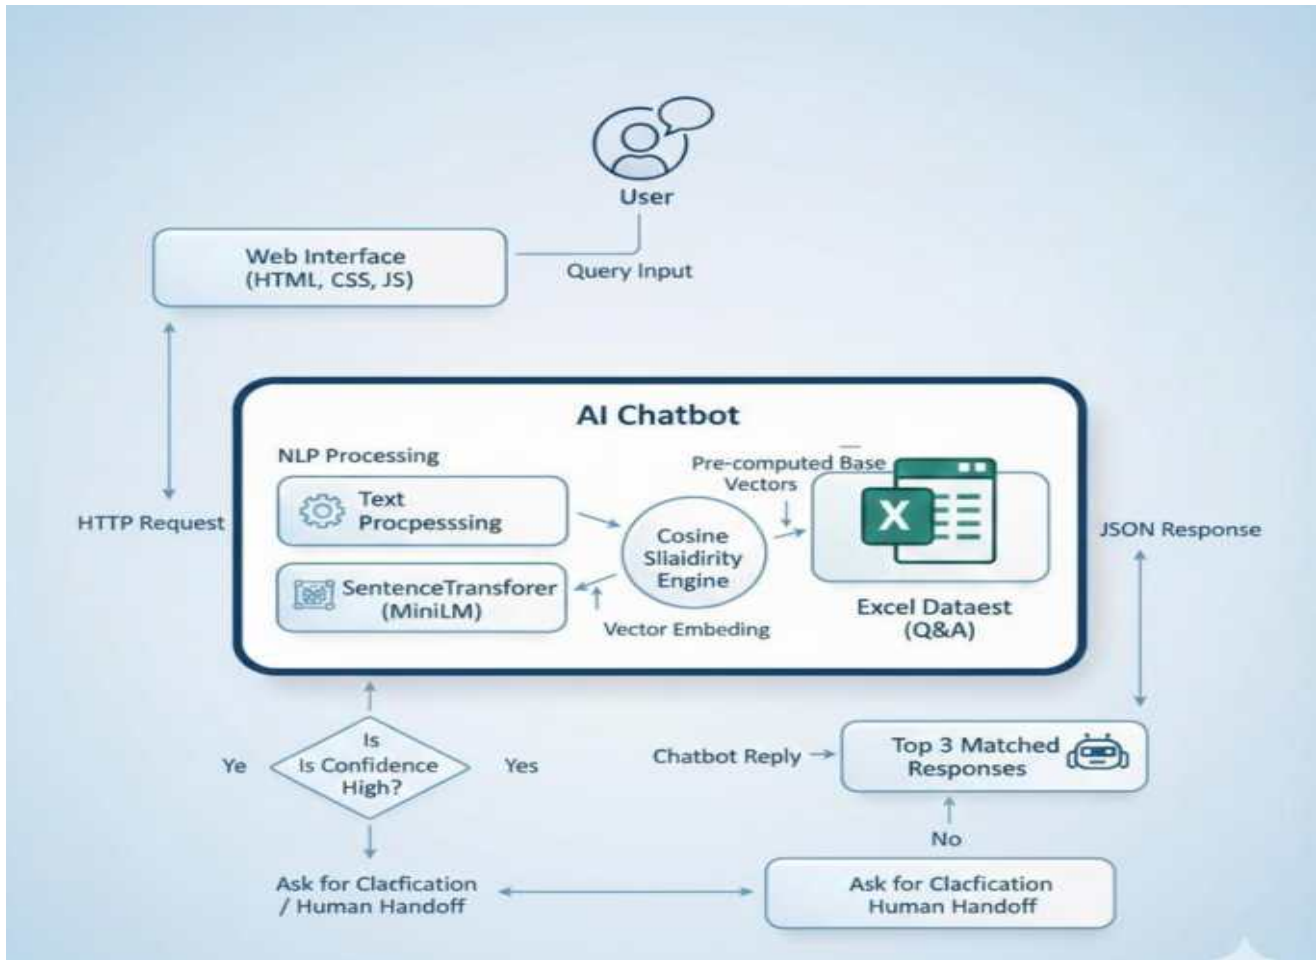 User
Web Interface
(HTML, CSS, JS)
Query Input
AI Chatbot
NLP Processing
Pre-computed Base
Vectors
Text
Procpesssing
X
Cosine
Sliaidirity
Engine
HTTP Request
JSON Response
SentenceTransforer
(MiniLM)
Vector Embeding
Excel Dataest
(Q&A)
Is
Is Confidence
High?
Ye
Yes
Chatbot Reply
Top 3 Matched
Responses
No
Ask for Clacfication
/ Human Handoff
Ask for Clacfication
Human Handoff